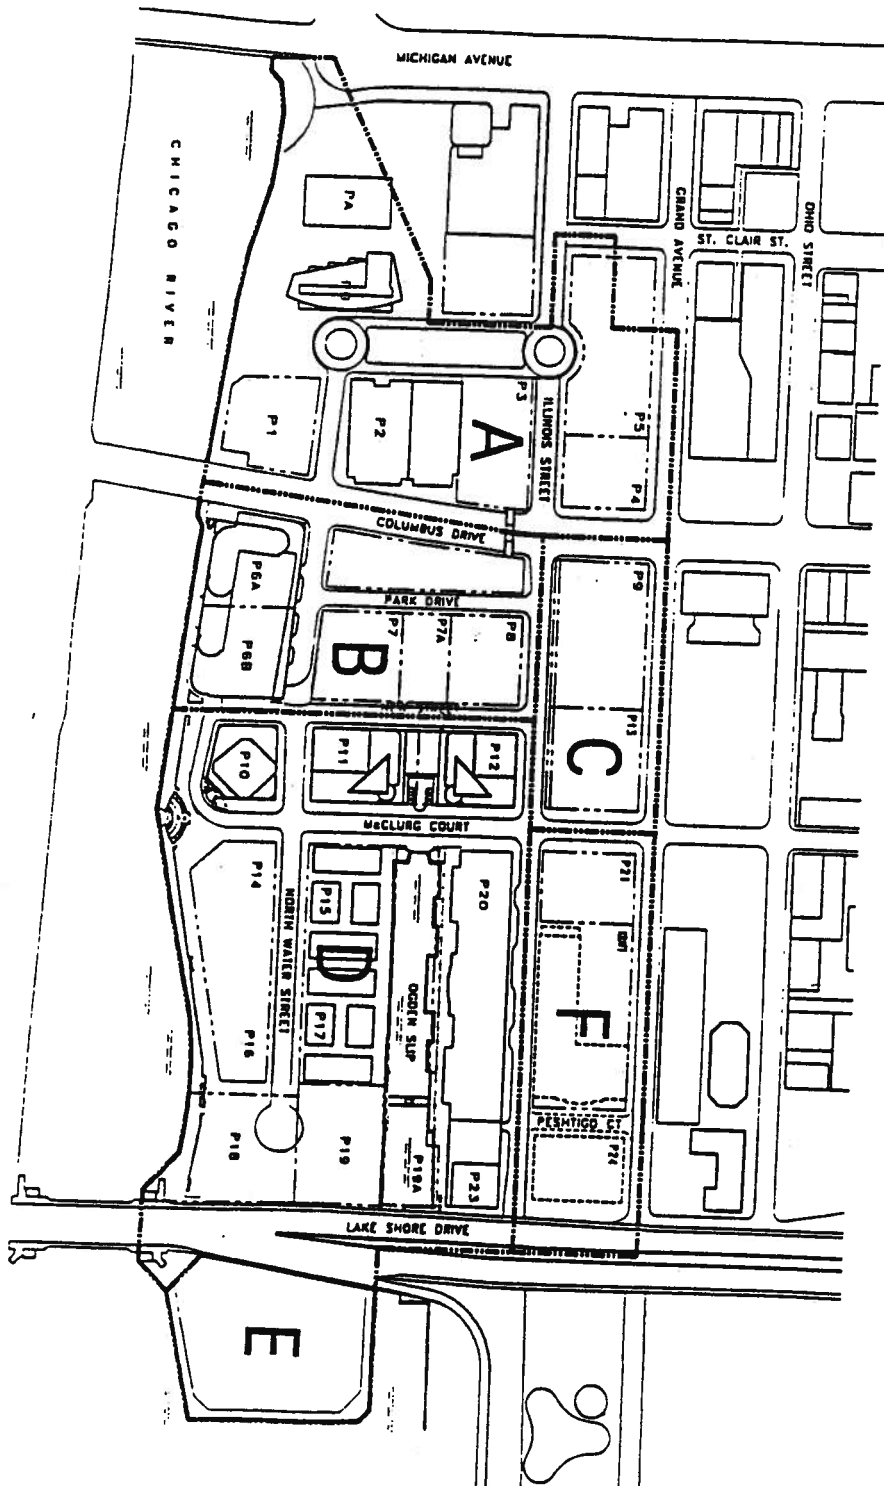 MICHIGAN AVENUE
CHICAGO RIVER
GRAND AVENUE
OHIO STREET
ST. CLAIR ST.
PA
ILLINOIS STREET
P1
P2
P3
A
P5
P4
COLUMBUS DRIVE
PARK DRIVE
P6A
P6B
P7
P7A
P8
B
P9
P13
C
P10
P11
P12
McCLURG COURT
P14
P15
P16
P17
NORTH WATER STREET
D
OGDEN SLIP
P20
P21
F
PESHTIGO CT
P24
P18
P19
P19A
P23
LAKE SHORE DRIVE
E